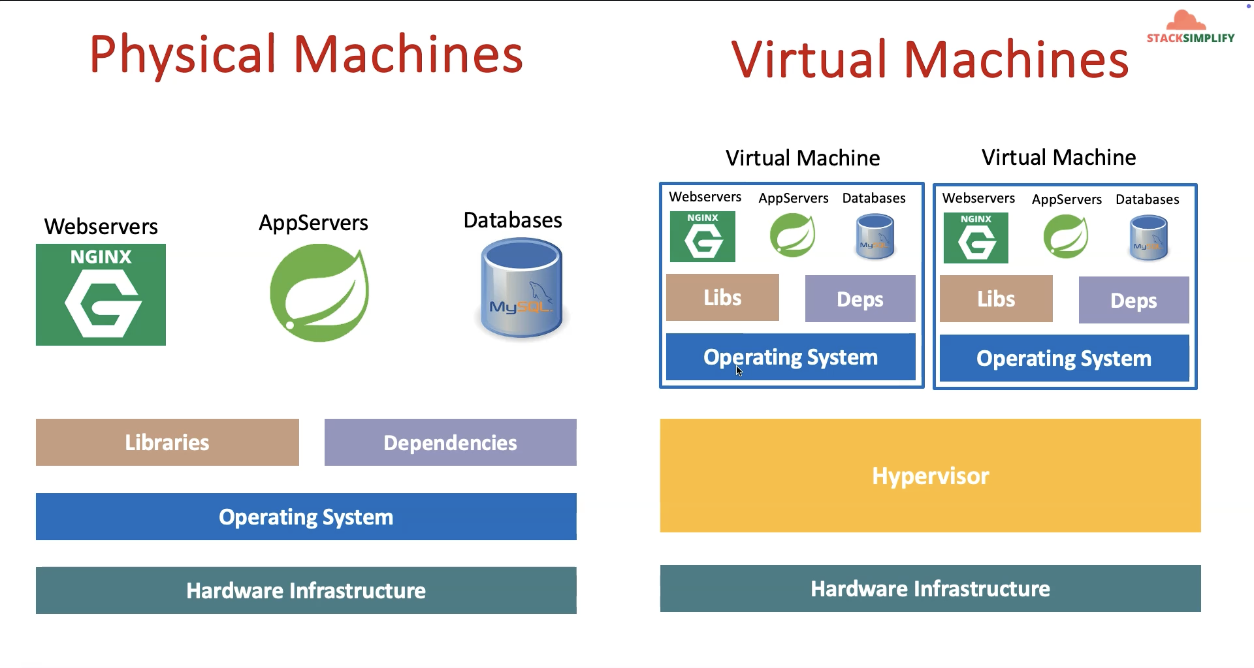 Physical Machines
Webservers
AppServers
Databases
NGINX
MySQL
Libraries
Dependencies
Operating System
Hardware Infrastructure
STACKSIMPLIFY
Virtual Machines
Virtual Machine
Webservers
AppServers
Databases
NGINX
MySQL
Libs
Deps
Operating System
Virtual Machine
Webservers
AppServers
Databases
NGINX
MySQL
Libs
Deps
Operating System
Hypervisor
Hardware Infrastructure